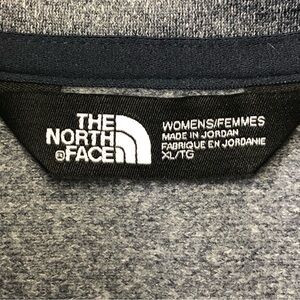 THE
NORTH
FACE
®
WOMENS/FEMMES
MADE IN JORDAN
FABRIQUE EN JORDANIE
XL/TG